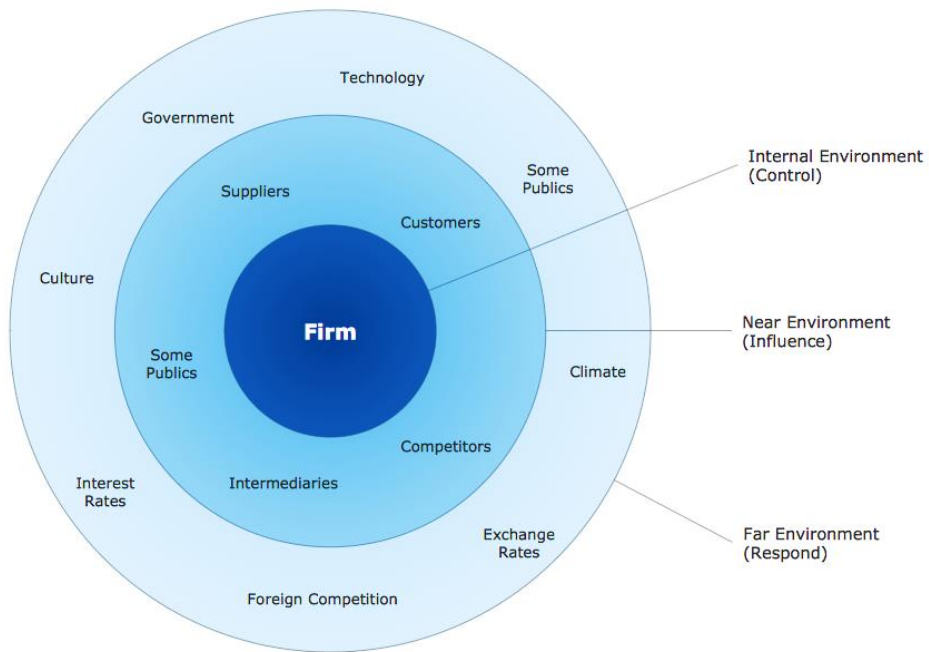 Technology
Government
Some
Publics
Internal Environment
(Control)
Suppliers
Customers
Culture
Firm
Near Environment
(Influence)
Some
Publics
Climate
Competitors
Intermediaries
Interest
Rates
Exchange
Rates
Far Environment
(Respond)
Foreign Competition